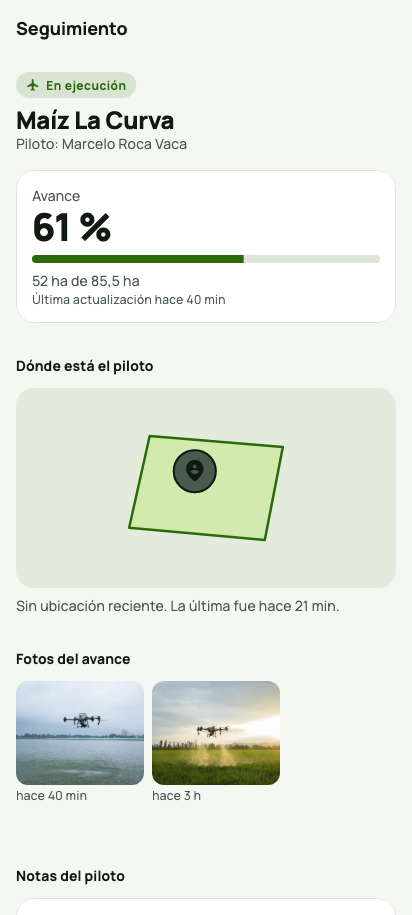 Seguimiento
En ejecución
Maíz La Curva
Piloto: Marcelo Roca Vaca
Avance
61 %
52 ha de 85,5 ha
Última actualización hace 40 min
Dónde está el piloto
Sin ubicación reciente. La última fue hace 21 min.
Fotos del avance
hace 40 min
hace 3 h
Notas del piloto